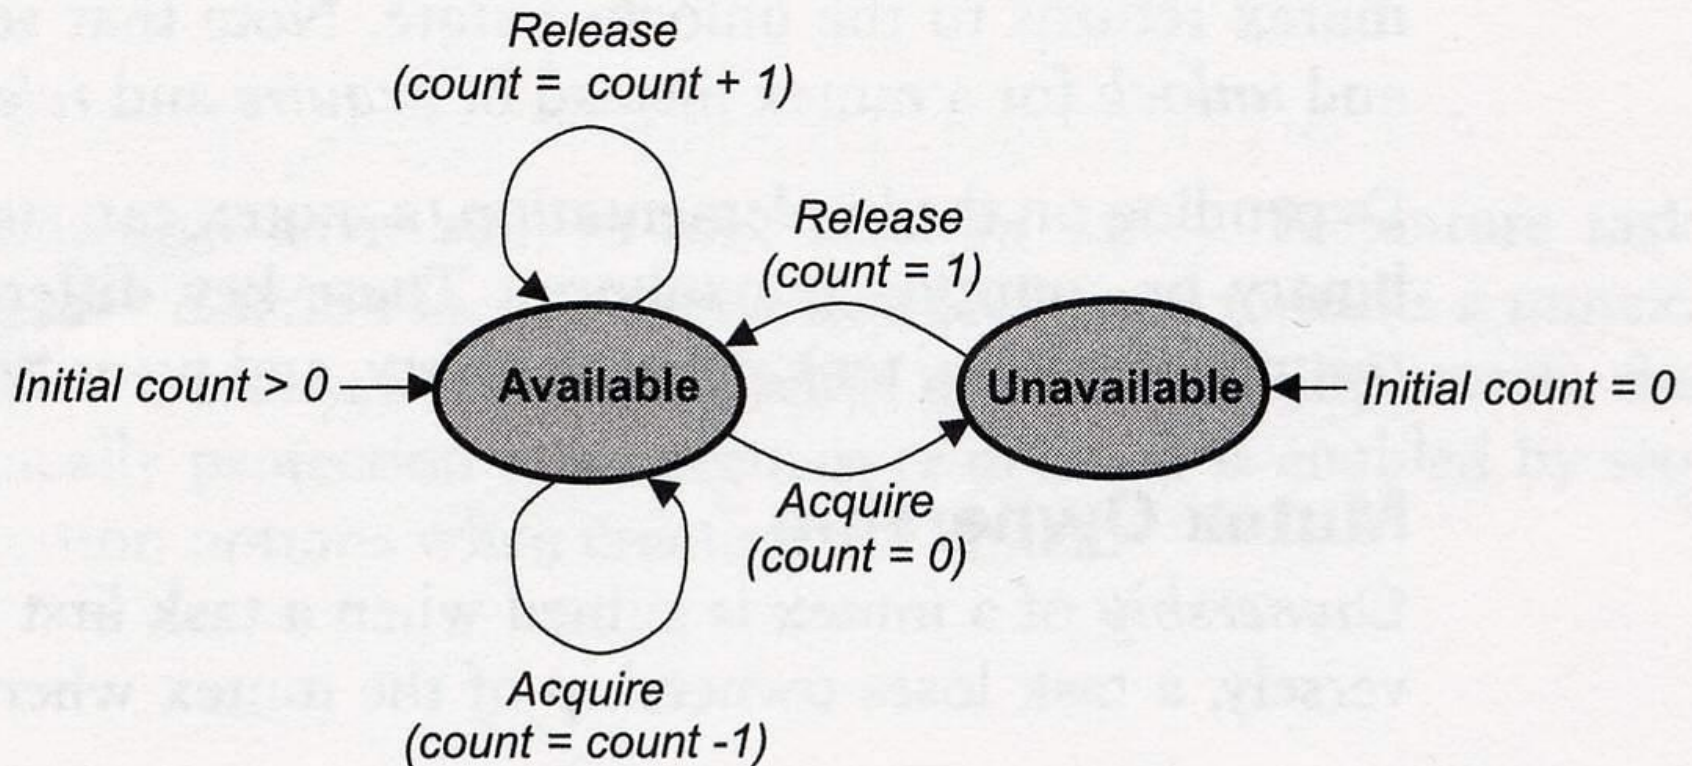 Release
(count = count + 1)
Release
(count = 1)
Initial count > 0
Available
Unavailable
Initial count = 0
Acquire
(count = 0)
Acquire
(count = count -1)